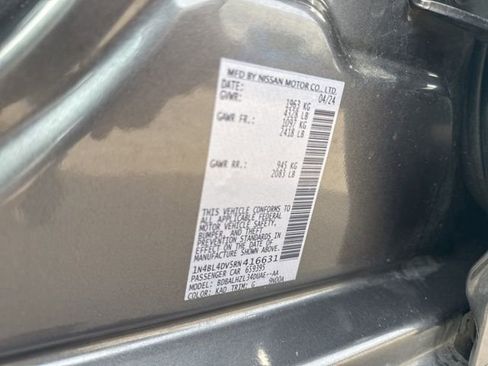 MFD BY NISSAN MOTOR CO., LTD.
DATE: 04/24
GVWR: 1963 KG
4328 LB
GAWR FR.: 1097 KG
2418 LB
GAWR RR.: 945 KG
2083 LB
THIS VEHICLE CONFORMS TO
ALL APPLICABLE FEDERAL
MOTOR VEHICLE SAFETY,
BUMPER, AND THEFT
PREVENTION STANDARDS IN
EFFECT ON THE DATE OF
MANUFACTURE SHOWN ABOVE.
1N4BL4DV5RN416631
PASSENGER CAR 659395
MODEL: BDBALHZL34DUAE--AA
COLOR: KAD TRIM: G